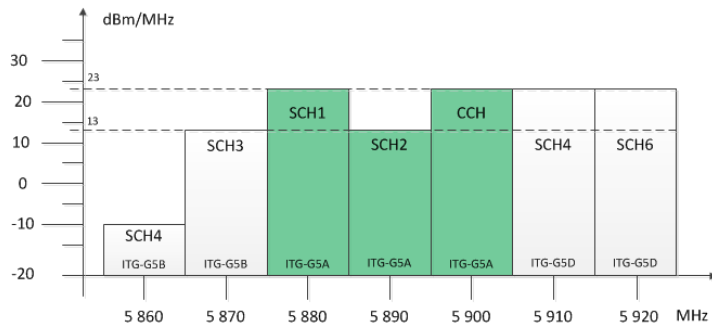 dBm/MHz
30
23
20
SCH1
CCH
13
10
SCH3
SCH2
SCH4
SCH6
0
-10
SCH4
ITG-G5B
ITG-G5B
ITG-G5A
ITG-G5A
ITG-G5A
ITG-G5D
ITG-G5D
-20
5 860
5 870
5 880
5 890
5 900
5 910
5 920
MHz